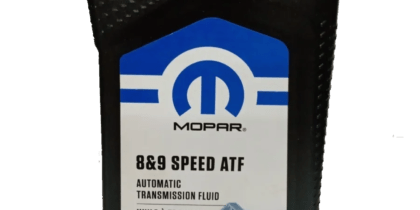 MOPAR®
8&9 SPEED ATF
AUTOMATIC
TRANSMISSION FLUID